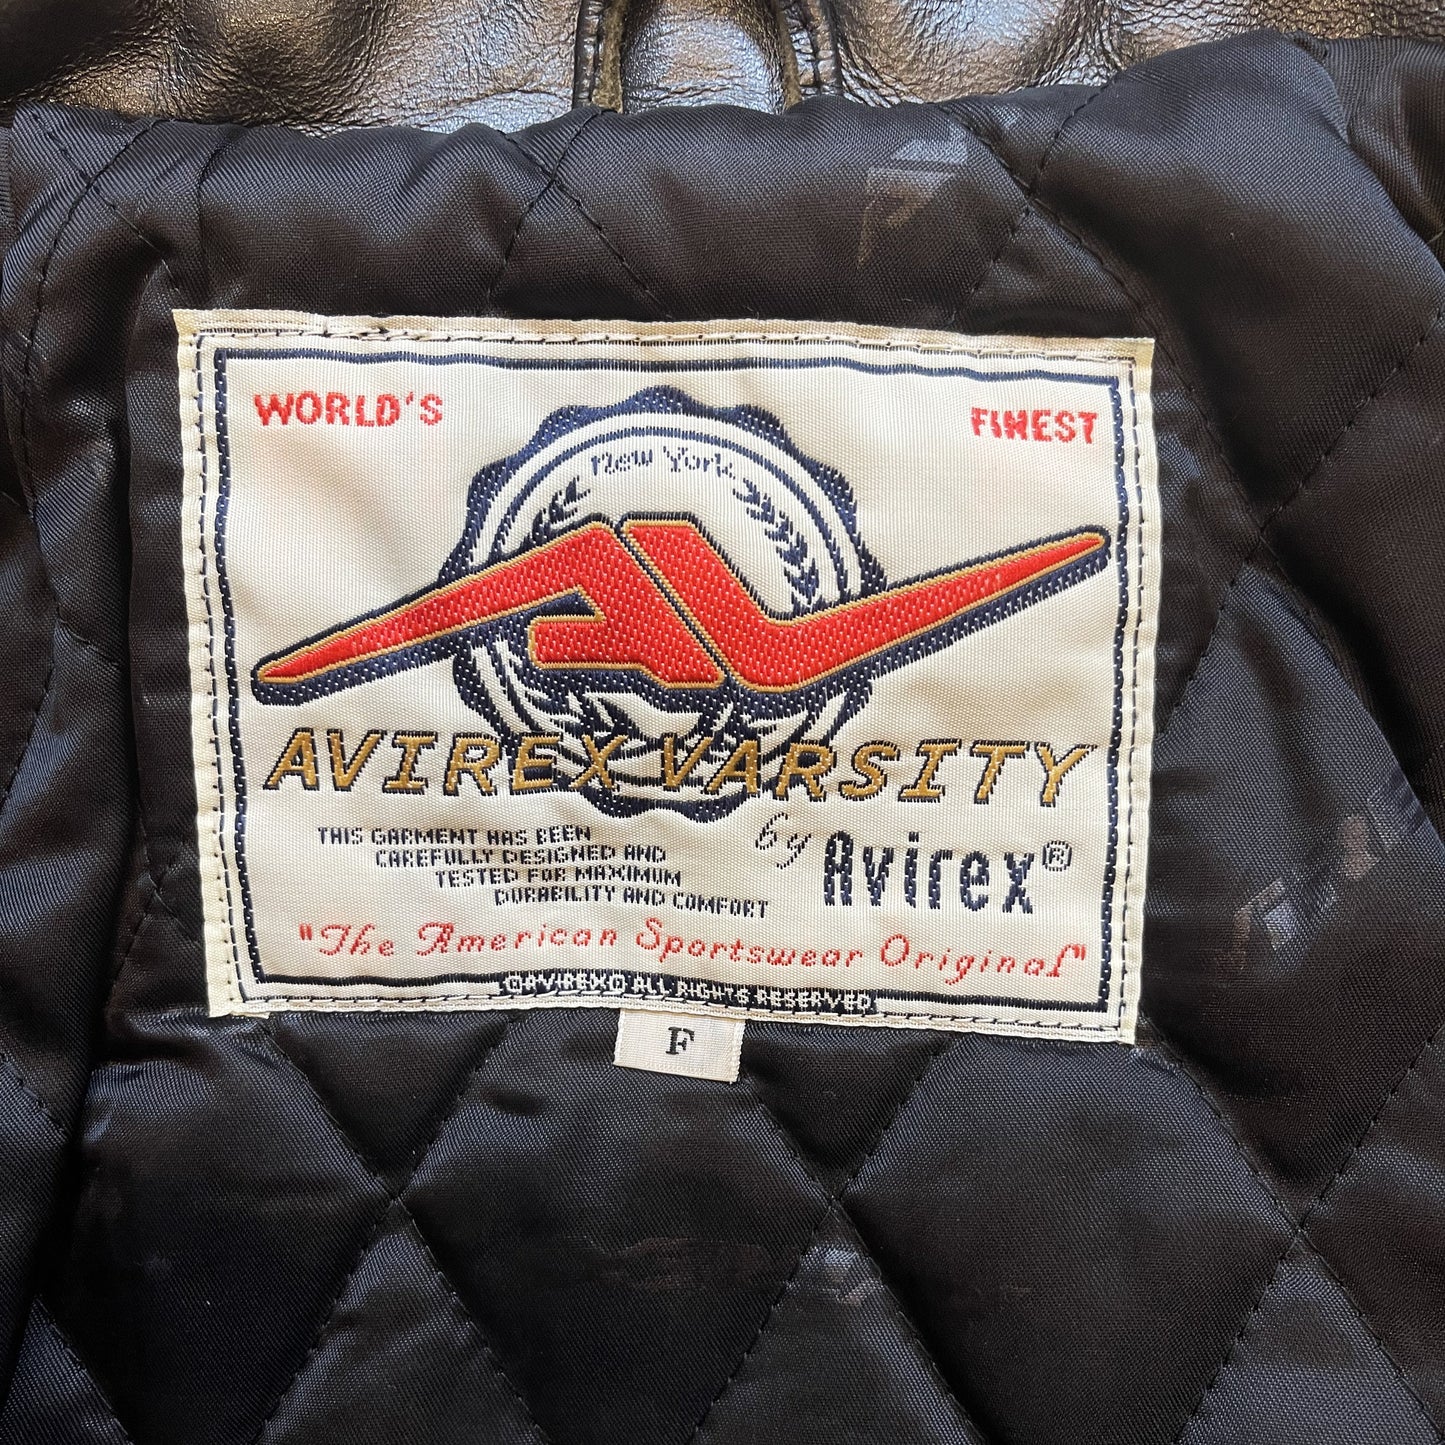 WORLD'S FINEST
New York
AVIREX VARSITY
by Avirex®
THIS GARMENT HAS BEEN
CAREFULLY DESIGNED AND
TESTED FOR MAXIMUM
DURABILITY AND COMFORT
"The American Sportswear Original"
©AVIREX© ALL RIGHTS RESERVED
F